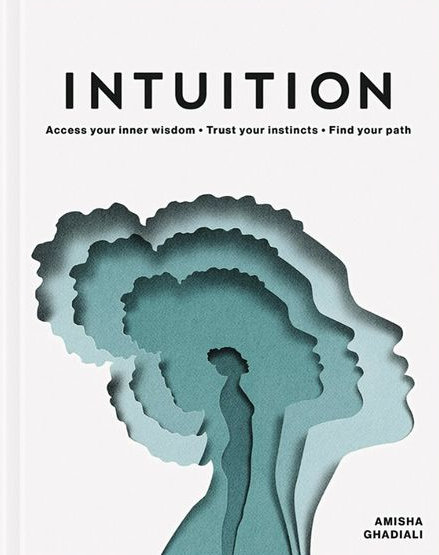 INTUITION
Access your inner wisdom • Trust your instincts • Find your path
AMISHA
GHADIALI